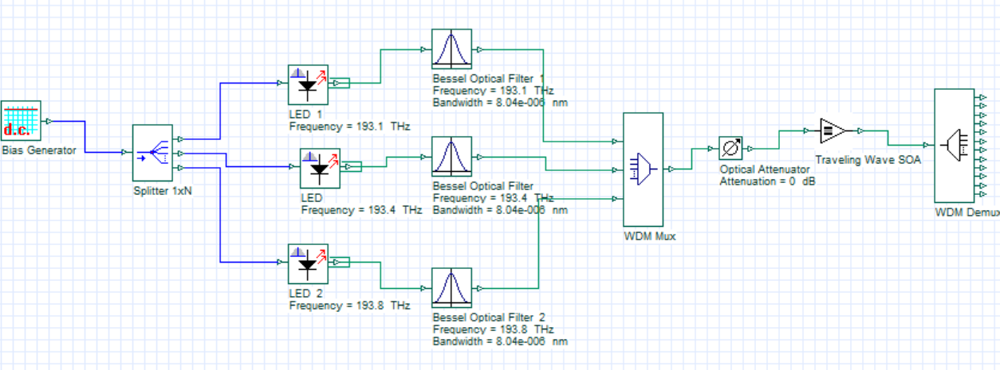 d.c.
Bias Generator
Splitter 1xN
LED 1
Frequency = 193.1 THz
LED
Frequency = 193.4 THz
LED 2
Frequency = 193.8 THz
Bessel Optical Filter 1
Frequency = 193.1 THz
Bandwidth = 8.04e-006 nm
Bessel Optical Filter
Frequency = 193.4 THz
Bandwidth = 8.04e-006 nm
Bessel Optical Filter 2
Frequency = 193.8 THz
Bandwidth = 8.04e-006 nm
WDM Mux
Optical Attenuator
Attenuation = 0 dB
Traveling Wave SOA
WDM Demux